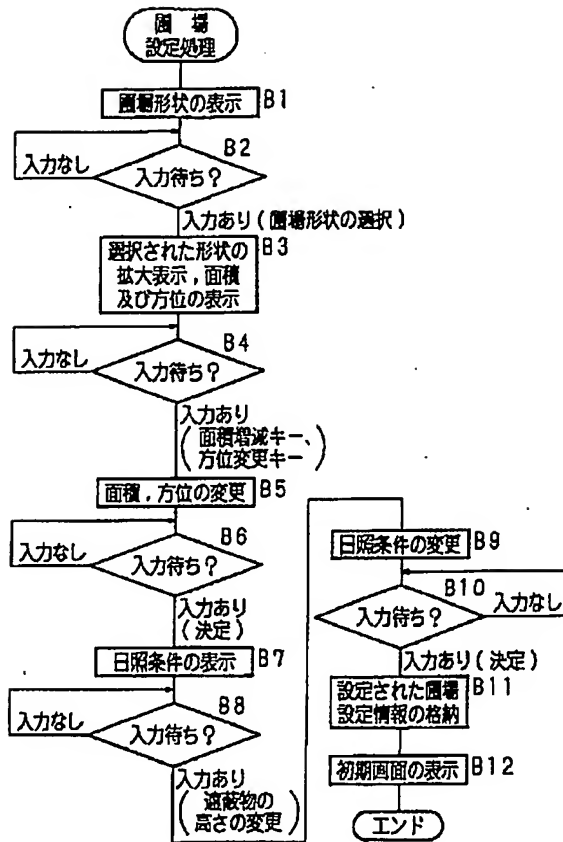 圃場
設定処理
圃場形状の表示 B1
B2
入力なし
入力待ち?
入力あり(圃場形状の選択)
選択された形状の B3
拡大表示,面積
及び方位の表示
B4
入力なし
入力待ち?
入力あり
(面積増減キー、
方位変更キー)
面積,方位の変更 B5
B6
入力なし
入力待ち?
入力あり
(決定)
日照条件の表示 B7
B8
入力なし
入力待ち?
入力あり
(遮蔽物の
高さの変更)
日照条件の変更 B9
B10
入力待ち?
入力なし
入力あり(決定)
設定された圃場 B11
設定情報の格納
初期画面の表示 B12
エンド